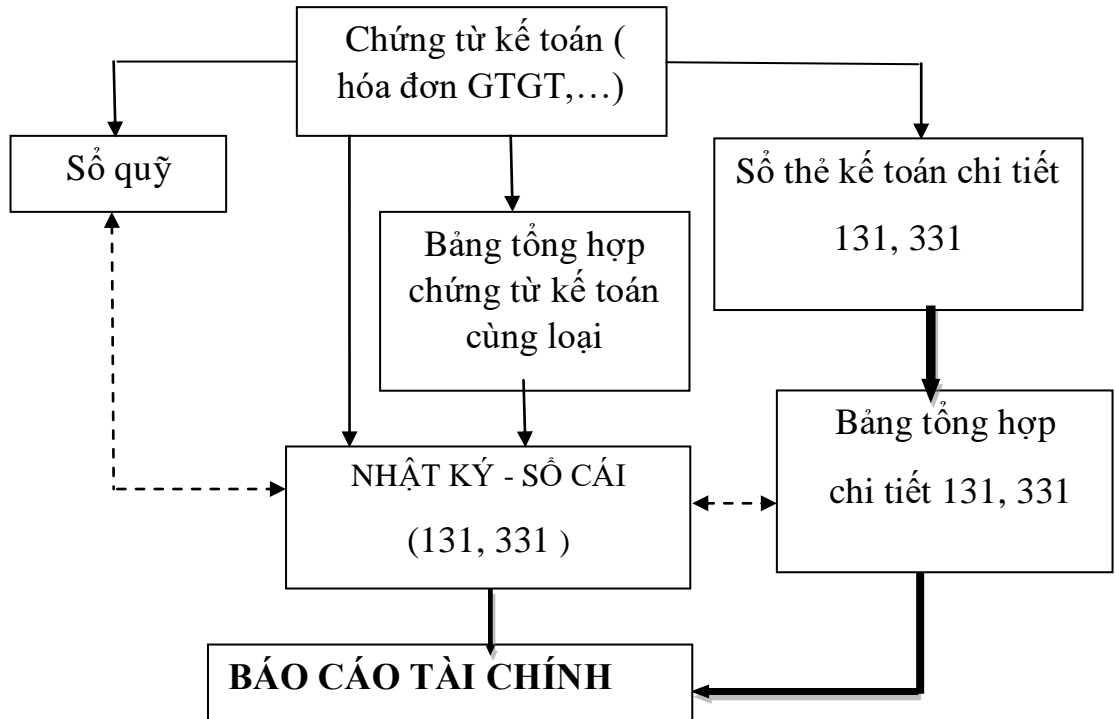 Chứng từ kế toán (
hóa đơn GTGT,…)
Sổ quỹ
Bảng tổng hợp
chứng từ kế toán
cùng loại
Sổ thẻ kế toán chi tiết
131, 331
NHẬT KÝ - SỔ CÁI
(131, 331 )
Bảng tổng hợp
chi tiết 131, 331
BÁO CÁO TÀI CHÍNH